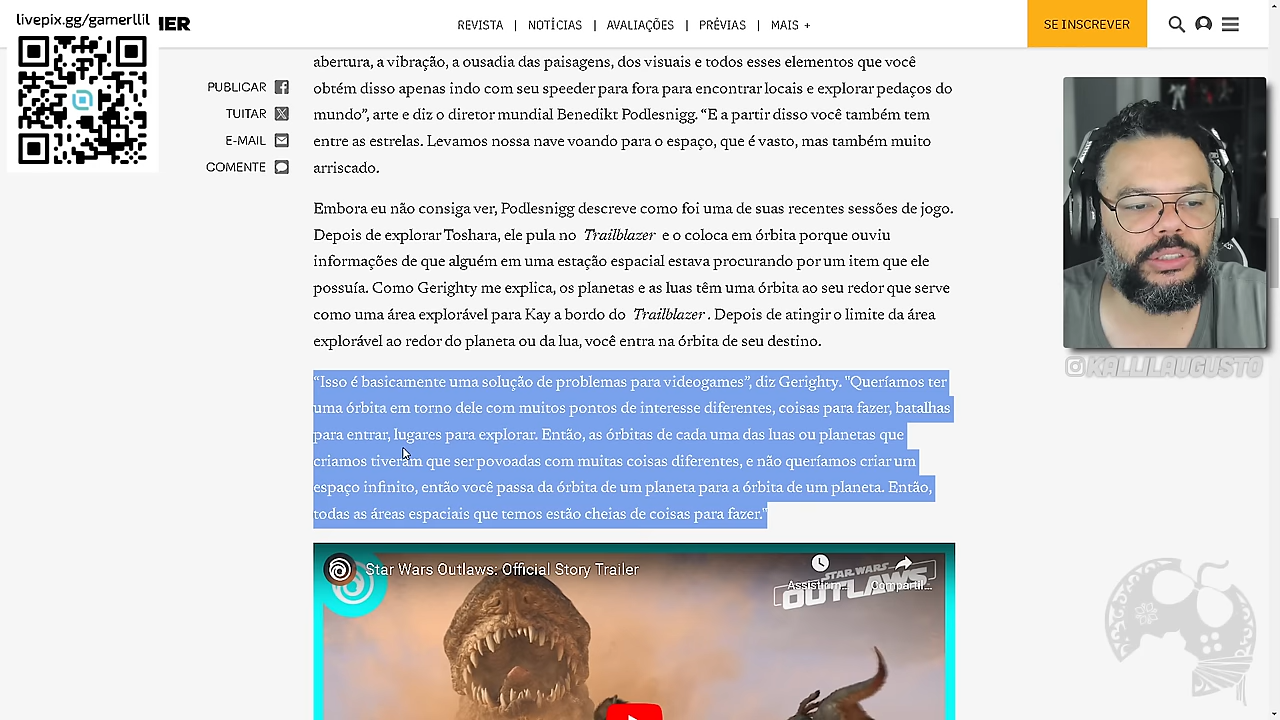 livepix.gg/gamerllil
ER
REVISTA | NOTÍCIAS | AVALIAÇÕES | PRÉVIAS | MAIS +
SE INSCREVER
PUBLICAR
TUITAR
E-MAIL
COMENTE
abertura, a vibração, a ousadia das paisagens, dos visuais e todos esses elementos que você
obtém disso apenas indo com seu speeder para fora para encontrar locais e explorar pedaços do
mundo”, arte e diz o diretor mundial Benedikt Podlesnigg. “E a partir disso você também tem
entre as estrelas. Levamos nossa nave voando para o espaço, que é vasto, mas também muito
arriscado.
Embora eu não consiga ver, Podlesnigg descreve como foi uma de suas recentes sessões de jogo.
Depois de explorar Toshara, ele pula no Trailblazer e o coloca em órbita porque ouviu
informações de que alguém em uma estação espacial estava procurando por um item que ele
possuía. Como Gerighty me explica, os planetas e as luas têm uma órbita ao seu redor que serve
como uma área explorável para Kay a bordo do Trailblazer . Depois de atingir o limite da área
explorável ao redor do planeta ou da lua, você entra na órbita de seu destino.
“Isso é basicamente uma solução de problemas para videogames”, diz Gerighty. "Queríamos ter
uma órbita em torno dele com muitos pontos de interesse diferentes, coisas para fazer, batalhas
para entrar, lugares para explorar. Então, as órbitas de cada uma das luas ou planetas que
criamos tiveram que ser povoadas com muitas coisas diferentes, e não queríamos criar um
espaço infinito, então você passa da órbita de um planeta para a órbita de um planeta. Então,
todas as áreas espaciais que temos estão cheias de coisas para fazer."
Star Wars Outlaws: Official Story Trailer
Assistir m...
Compartil...
STAR WARS
OUTLAWS
@KALLILAUGUSTO